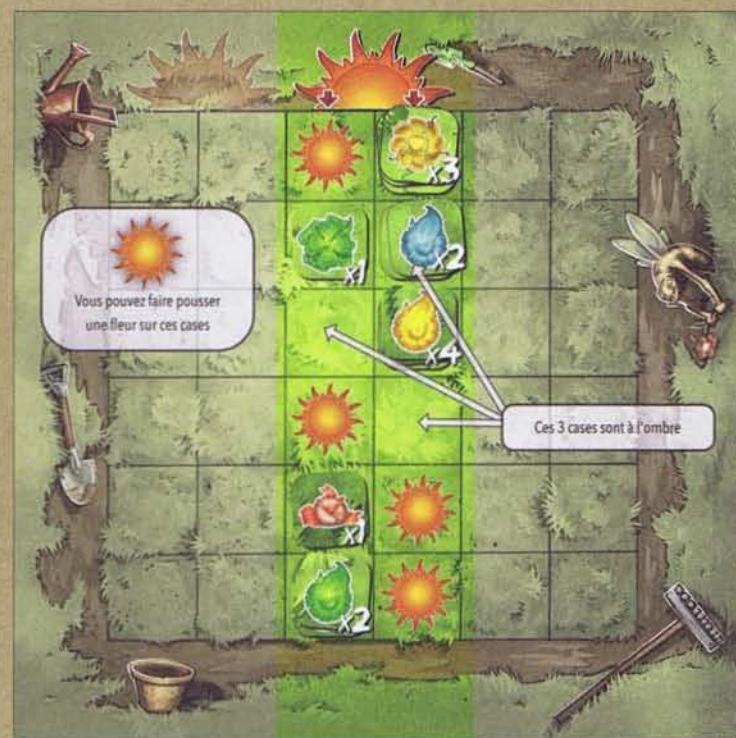 x3
x1
x2
Vous pouvez faire pousser
une fleur sur ces cases
x4
Ces 3 cases sont à l'ombre
x1
x2